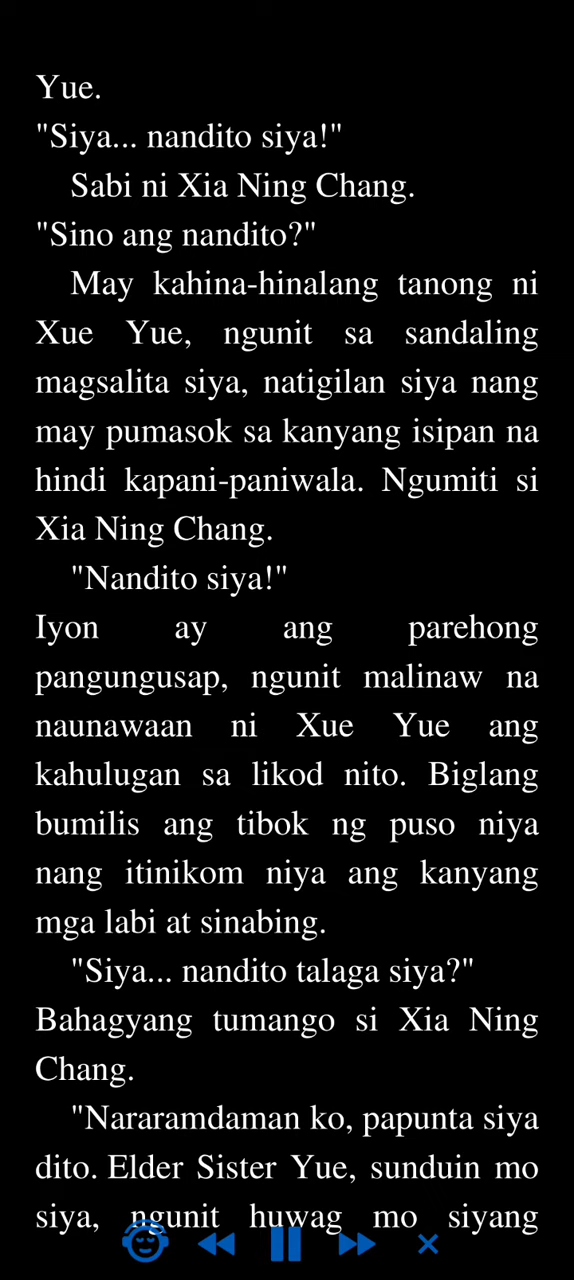 Yue.
"Siya... nandito siya!"
Sabi ni Xia Ning Chang.
"Sino ang nandito?"
May kahina-hinalang tanong ni
Xue Yue, ngunit sa sandaling
magsalita siya, natigilan siya nang
may pumasok sa kanyang isipan na
hindi kapani-paniwala. Ngumiti si
Xia Ning Chang.
"Nandito siya!"
Iyon ay ang parehong
pangungusap, ngunit malinaw na
naunawaan ni Xue Yue ang
kahulugan sa likod nito. Biglang
bumilis ang tibok ng puso niya
nang itinikom niya ang kanyang
mga labi at sinabing.
"Siya... nandito talaga siya?"
Bahagyang tumango si Xia Ning
Chang.
"Nararamdaman ko, papunta siya
dito. Elder Sister Yue, sunduin mo
siya, ngunit huwag mo siyang